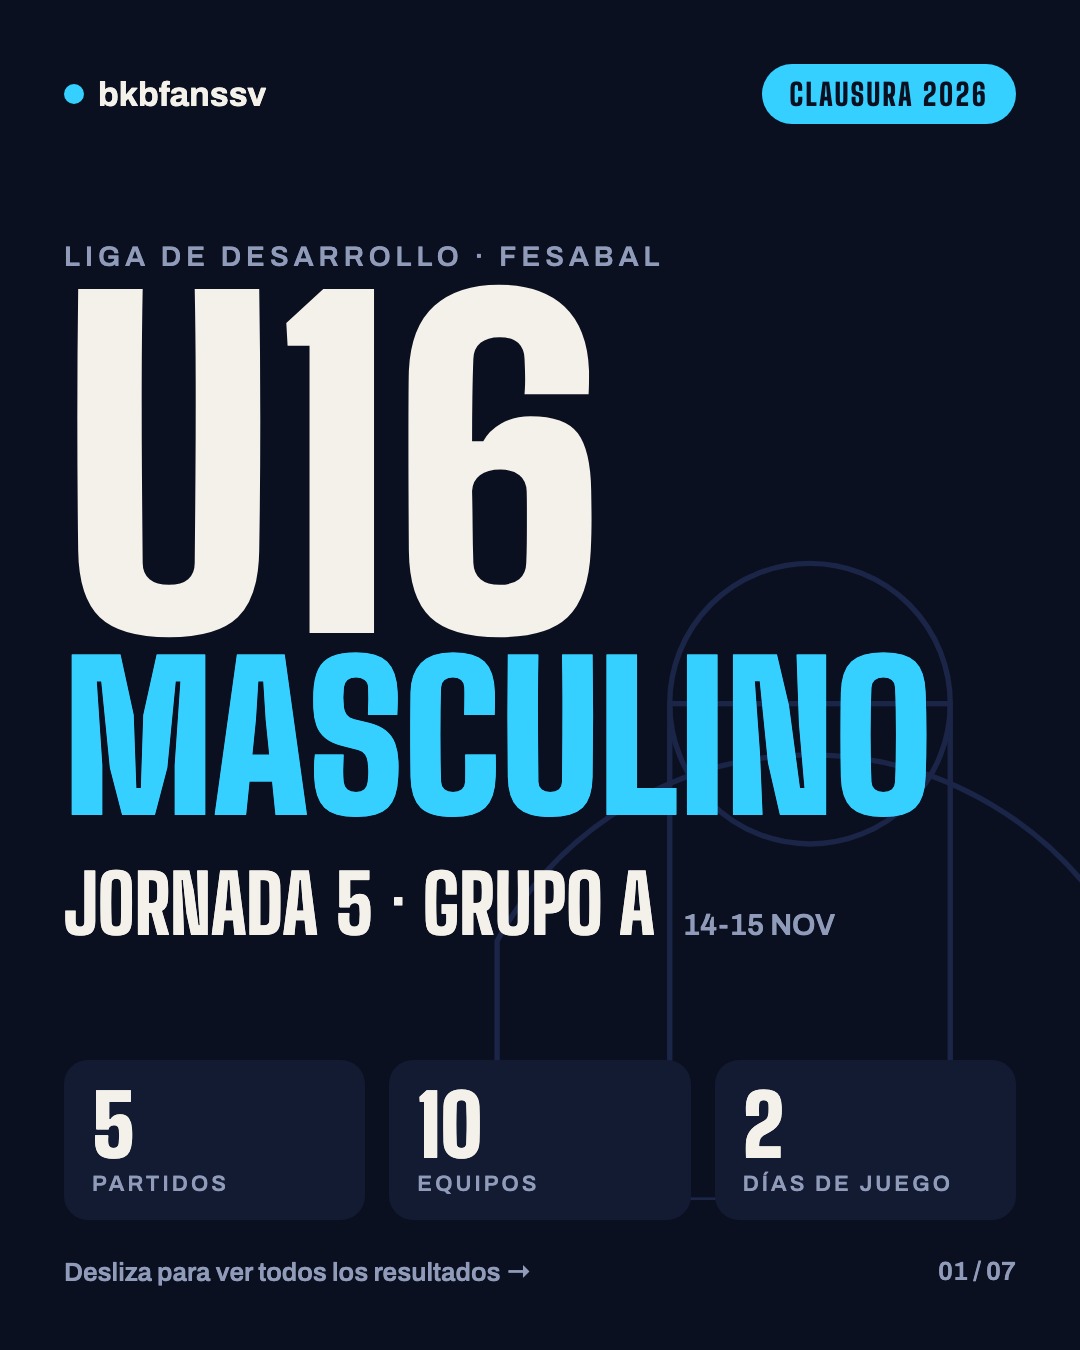 bkbfanssv
CLAUSURA 2026
LIGA DE DESARROLLO · FESABAL
U16
MASCULINO
JORNADA 5 · GRUPO A
14-15 NOV
5
PARTIDOS
10
EQUIPOS
2
DÍAS DE JUEGO
Desliza para ver todos los resultados →
01 / 07